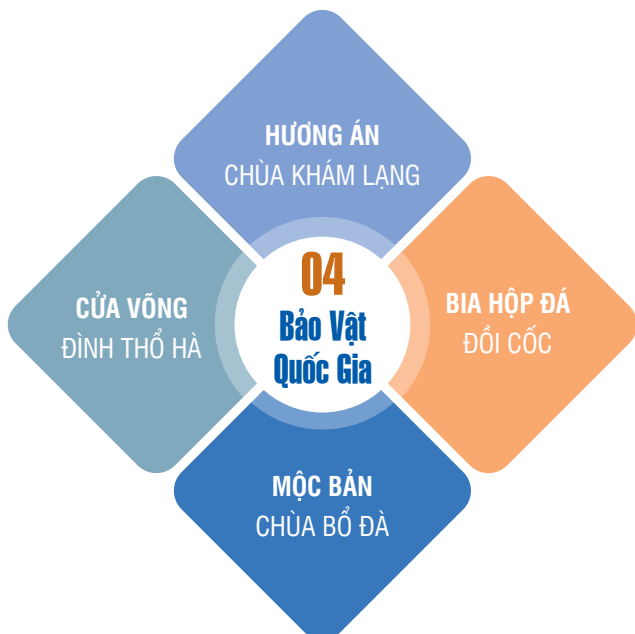 HƯƠNG ÁN
CHÙA KHÁM LẠNG
CỬA VÕNG
ĐÌNH THỔ HÀ
04
Bảo Vật
Quốc Gia
BIA HỘP ĐÁ
ĐỒI CỐC
MỘC BẢN
CHÙA BỔ ĐÀ